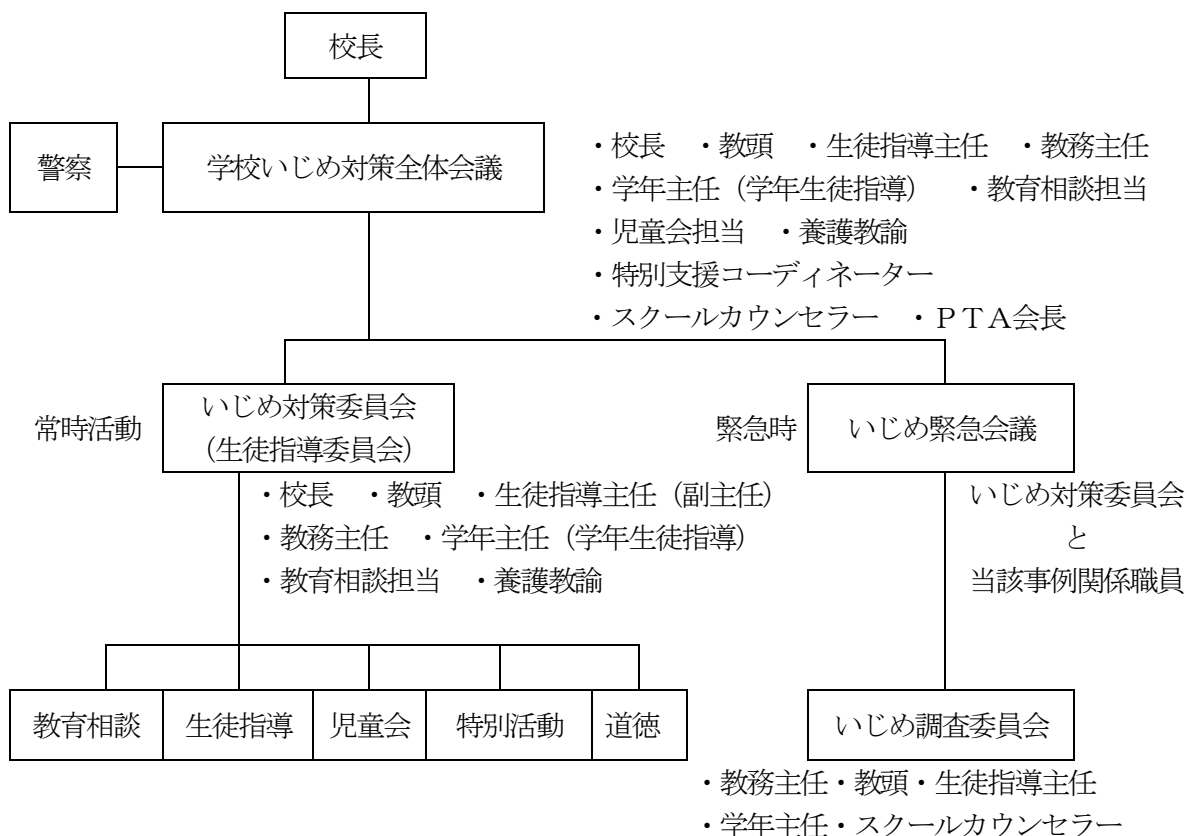 校長
警察
学校いじめ対策全体会議
・校長　・教頭　・生徒指導主任　・教務主任
・学年主任（学年生徒指導）　・教育相談担当
・児童会担当　・養護教諭
・特別支援コーディネーター
・スクールカウンセラー　・ＰＴＡ会長
常時活動
いじめ対策委員会
（生徒指導委員会）
・校長　・教頭　・生徒指導主任（副主任）
・教務主任　・学年主任（学年生徒指導）
・教育相談担当　・養護教諭
緊急時
いじめ緊急会議
いじめ対策委員会
と
当該事例関係職員
教育相談
生徒指導
児童会
特別活動
道徳
いじめ調査委員会
・教務主任・教頭・生徒指導主任
・学年主任・スクールカウンセラー